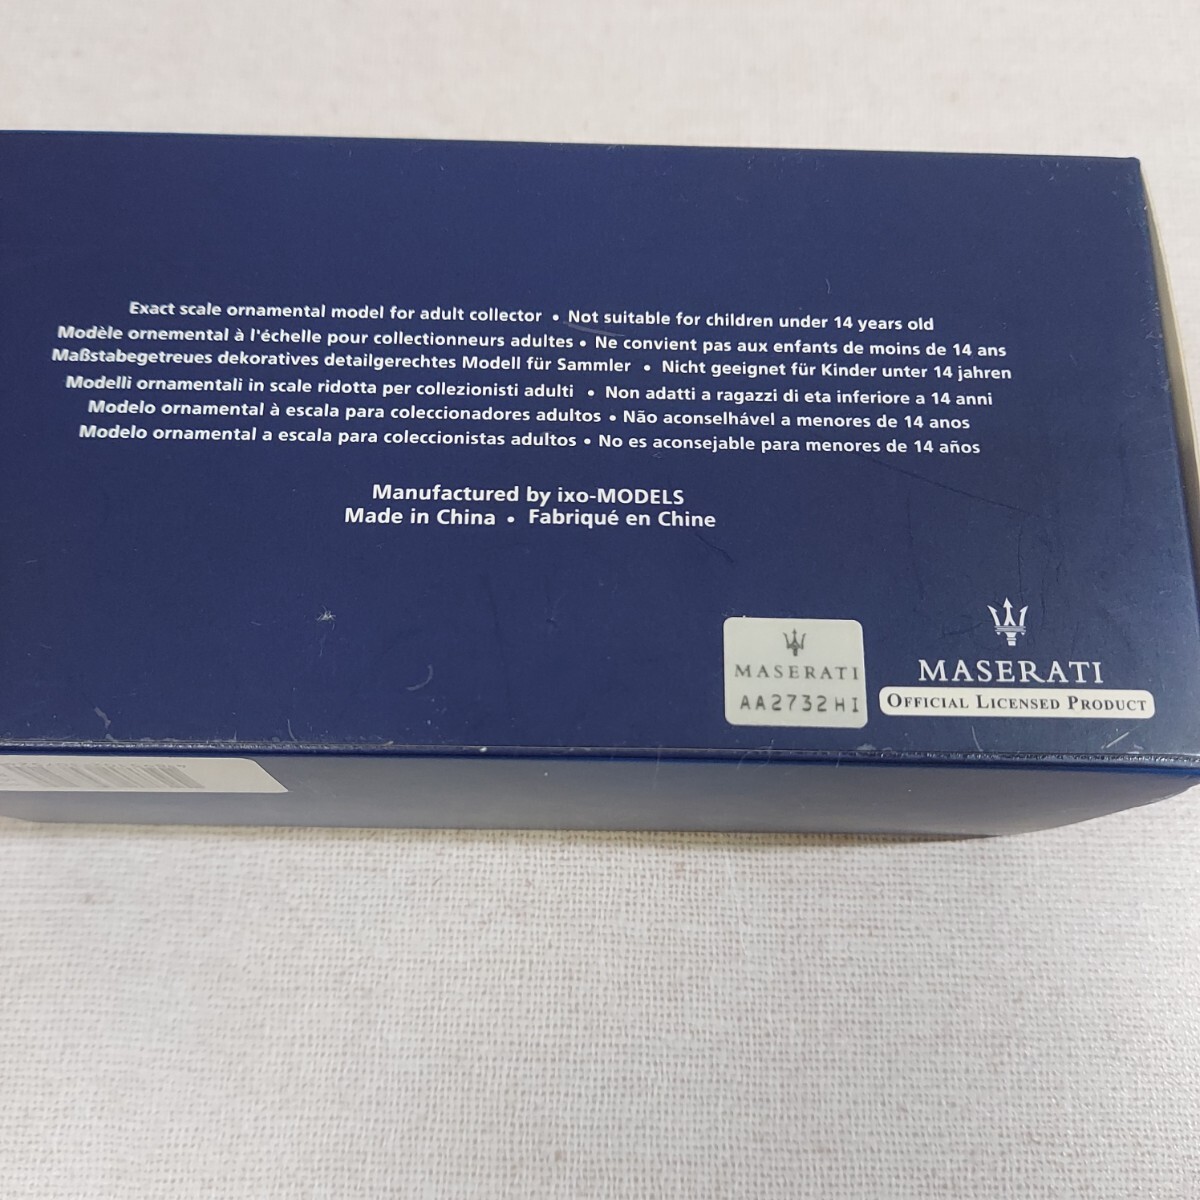 Exact scale ornamental model for adult collector • Not suitable for children under 14 years old
Modèle ornemental à l'échelle pour collectionneurs adultes • Ne convient pas aux enfants de moins de 14 ans
Maßstabegetreues dekoratives detailgerechtes Modell für Sammler • Nicht geeignet für Kinder unter 14 jahren
Modelli ornamentali in scale ridotta per collezionisti adulti • Non adatti a ragazzi di eta inferiore a 14 anni
Modelo ornamental à escala para coleccionadores adultos • Não aconselhável a menores de 14 anos
Modelo ornamental a escala para coleccionistas adultos • No es aconsejable para menores de 14 años
Manufactured by ixo-MODELS
Made in China • Fabriqué en Chine
MASERATI
AA2732HI
MASERATI
OFFICIAL LICENSED PRODUCT